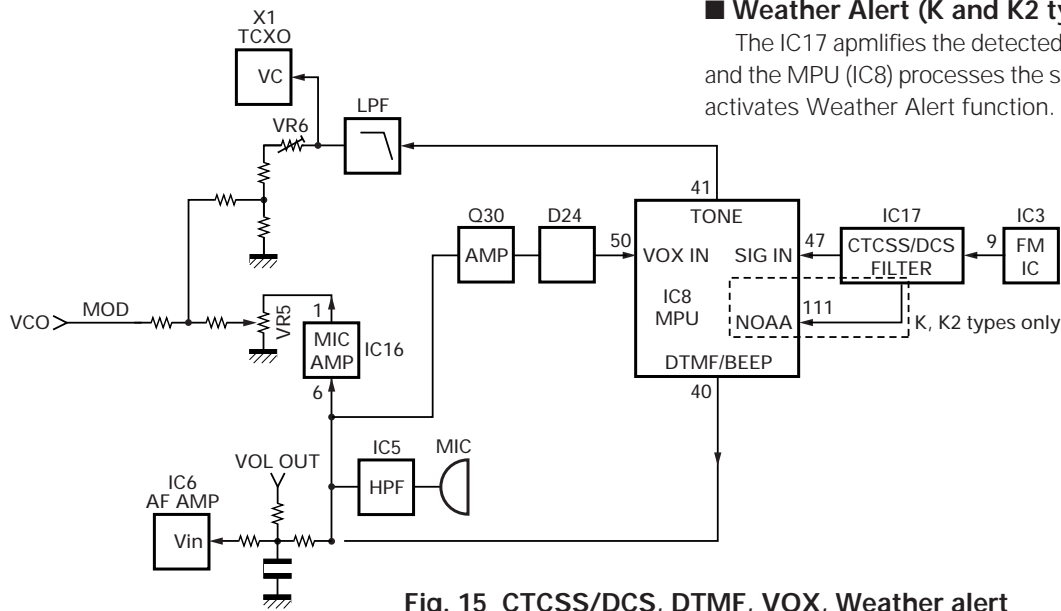 ■ Weather Alert (K and K2 ty
The IC17 apmlifies the detected
and the MPU (IC8) processes the s
activates Weather Alert function.
X1
TCXO
VC
LPF
VR6
41
TONE
Q30
AMP
D24
50
VOX IN
SIG IN
47
IC17
CTCSS/DCS
FILTER
9
IC3
FM
IC
IC8
MPU
NOAA
111
K, K2 types only
DTMF/BEEP
40
VCO
MOD
VR5
1
MIC
AMP
IC16
6
IC5
HPF
MIC
VOL OUT
IC6
AF AMP
Vin
Fig. 15 CTCSS/DCS, DTMF, VOX, Weather alert